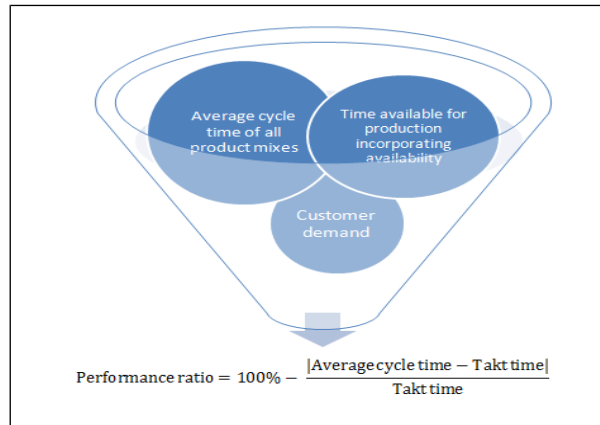 Average cycle
time of all
product mixes
Time available for
production
incorporating
availability
Customer
demand
Performance ratio = 100% − |Average cycle time − Takt time| / Takt time